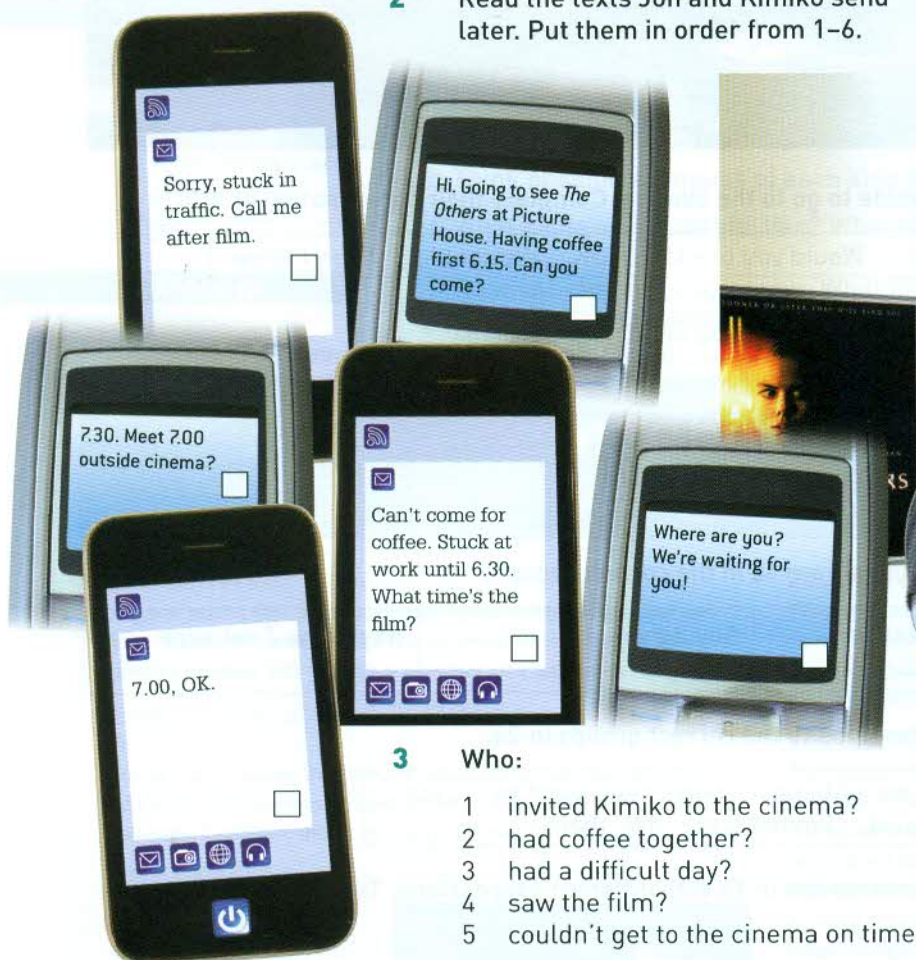 2 Read the texts Jon and Kimiko send
later. Put them in order from 1–6.
Sorry, stuck in
traffic. Call me
after film.
Hi. Going to see The
Others at Picture
House. Having coffee
first 6.15. Can you
come?
7.30. Meet 7.00
outside cinema?
Can't come for
coffee. Stuck at
work until 6.30.
What time's the
film?
Where are you?
We're waiting for
you!
RS
7.00, OK.
3 Who:
1 invited Kimiko to the cinema?
2 had coffee together?
3 had a difficult day?
4 saw the film?
5 couldn't get to the cinema on time